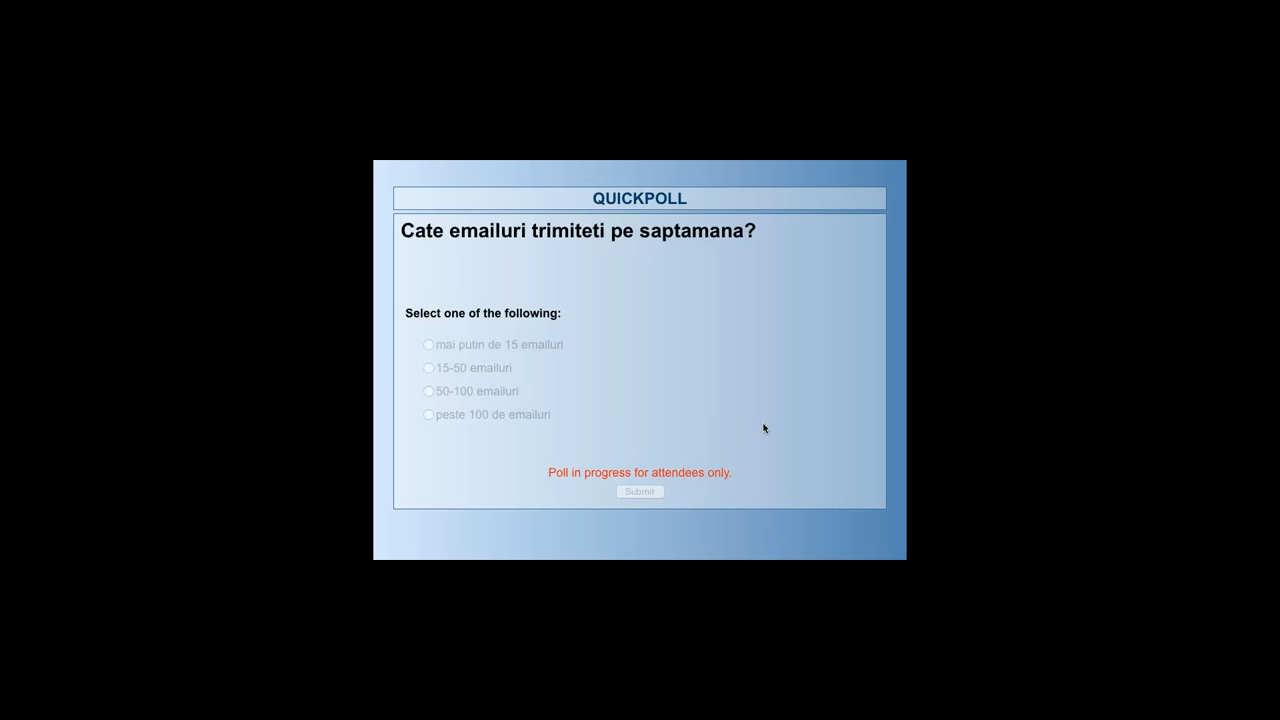 QUICKPOLL
Cate emailuri trimiteti pe saptamana?
Select one of the following:
mai putin de 15 emailuri
15-50 emailuri
50-100 emailuri
peste 100 de emailuri
Poll in progress for attendees only.
Submit